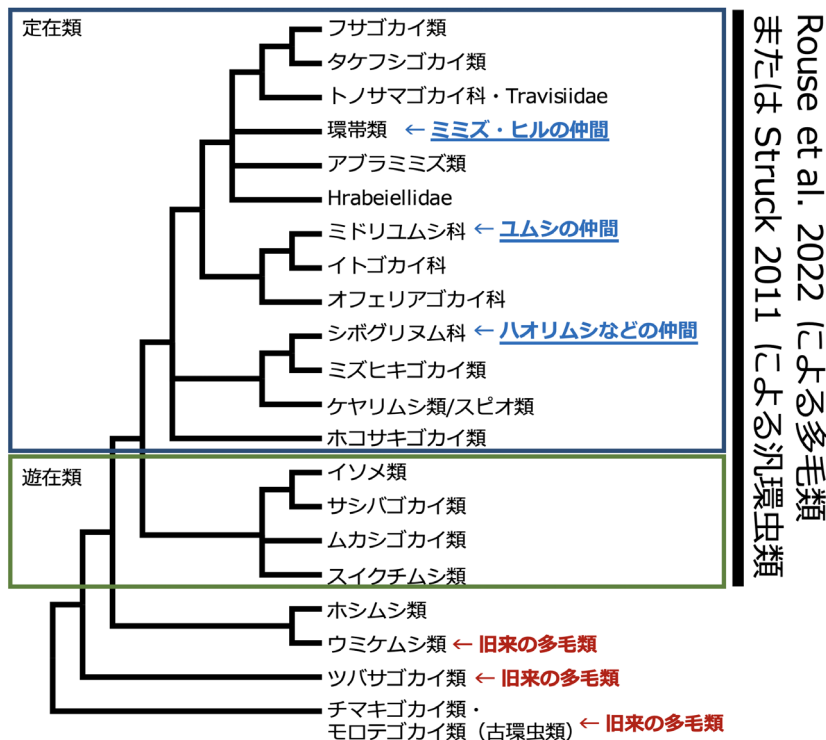 定在類
フサゴカイ類
タケフシゴカイ類
トノサマゴカイ科・Travisiidae
環帯類 ← ミミズ・ヒルの仲間
アブラミミズ類
Hrabeiellidae
ミドリユムシ科 ← ユムシの仲間
イトゴカイ科
オフェリアゴカイ科
シボグリヌム科 ← ハオリムシなどの仲間
ミズヒキゴカイ類
ケヤリムシ類/スピオ類
ホコサキゴカイ類
遊在類
イソメ類
サシバゴカイ類
ムカシゴカイ類
スイクチムシ類
ホシムシ類
ウミケムシ類 ← 旧来の多毛類
ツバサゴカイ類 ← 旧来の多毛類
チマキゴカイ類・
モロテゴカイ類（古環虫類） ← 旧来の多毛類
Rouse et al. 2022 による多毛類
または Struck 2011 による汎環虫類